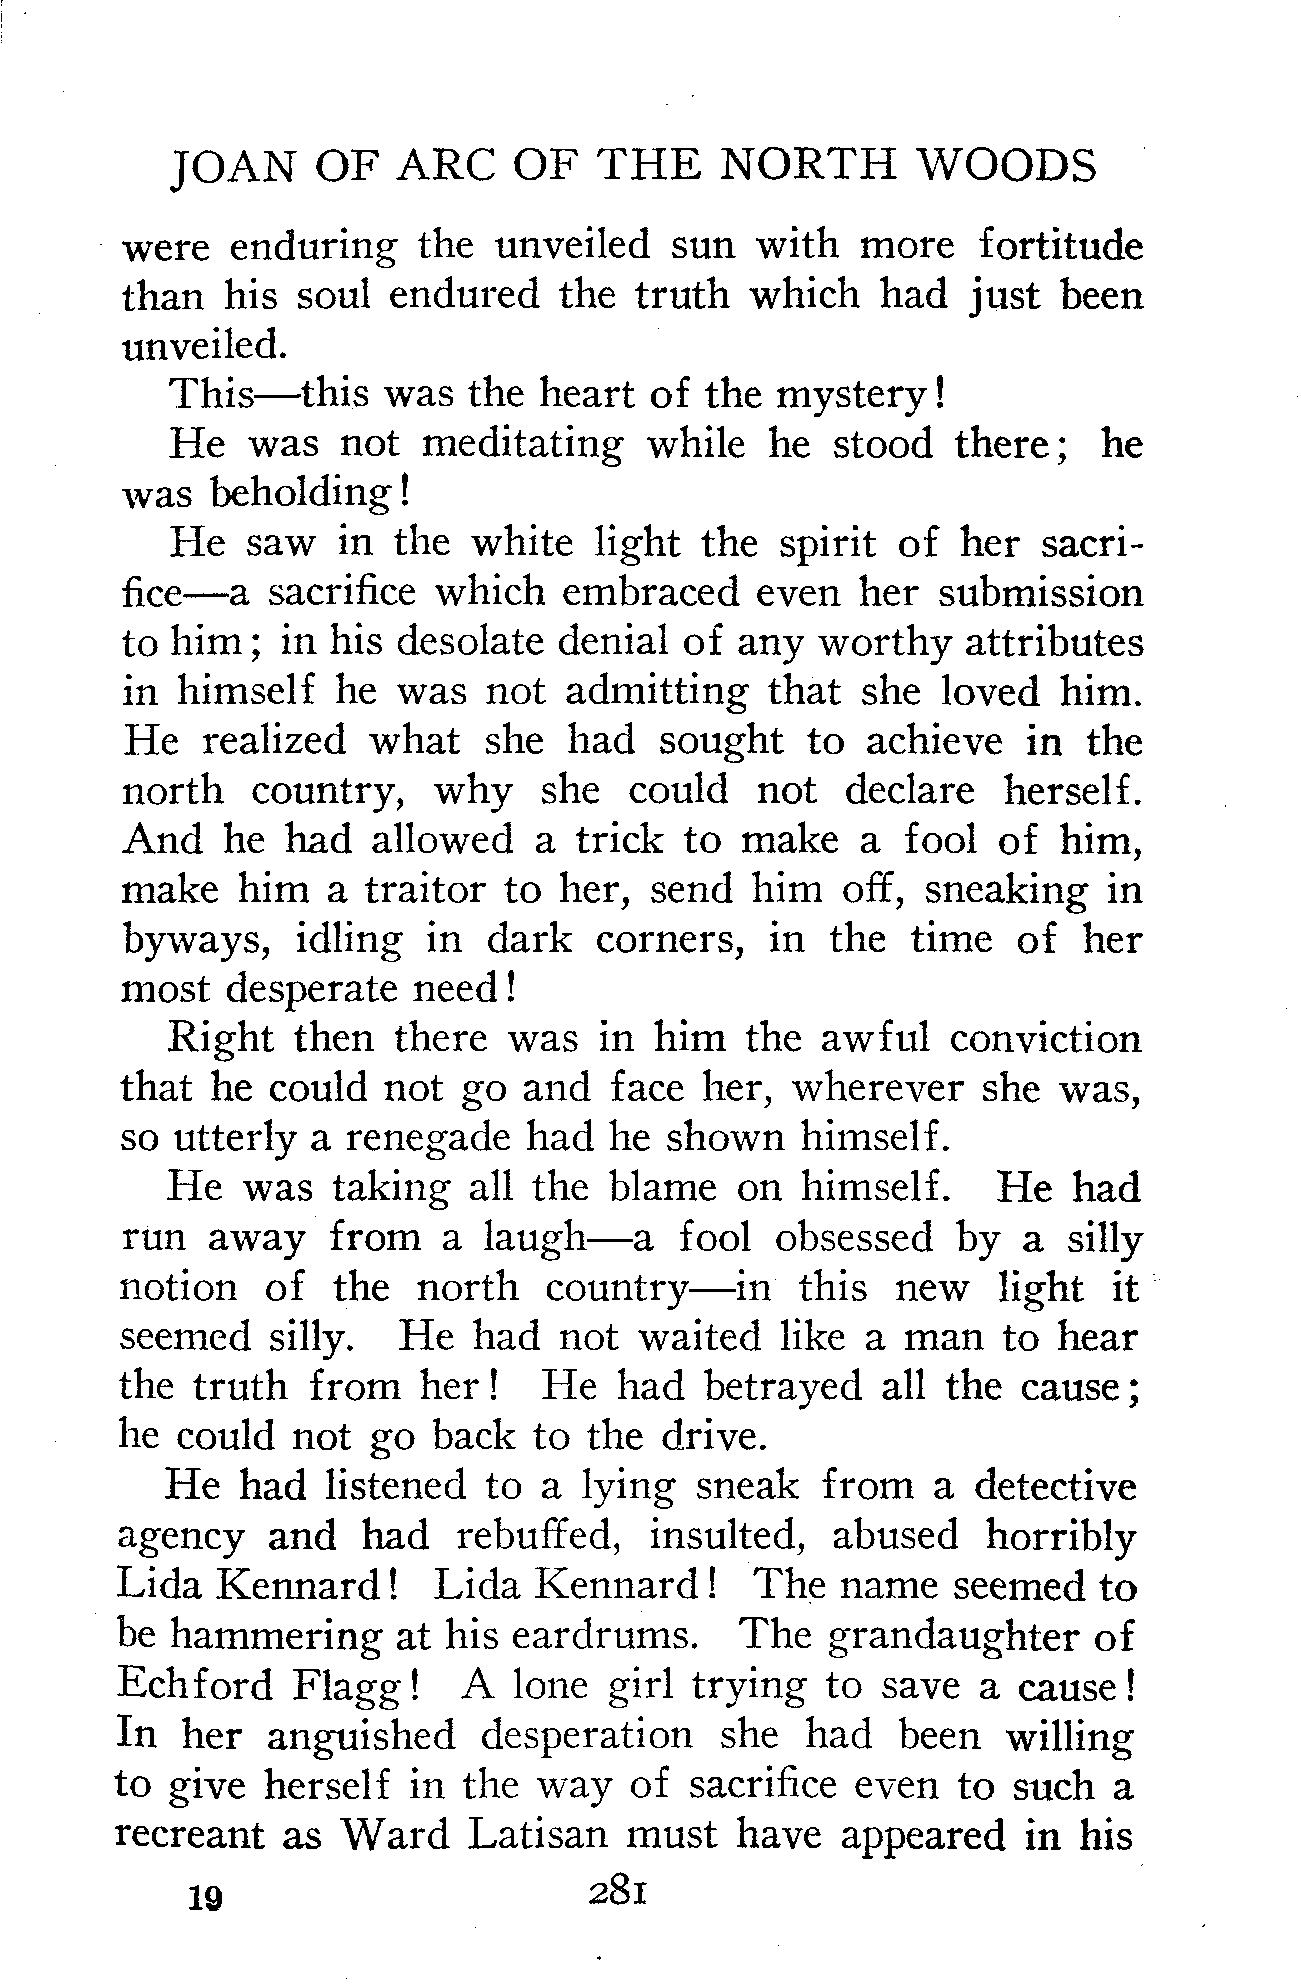 JOAN OF ARC OF THE NORTH WOODS
were enduring the unveiled sun with more fortitude
than his soul endured the truth which had just been
unveiled.
This—this was the heart of the mystery!
He was not meditating while he stood there; he
was beholding!
He saw in the white light the spirit of her sacri-
fice—a sacrifice which embraced even her submission
to him; in his desolate denial of any worthy attributes
in himself he was not admitting that she loved him.
He realized what she had sought to achieve in the
north country, why she could not declare herself.
And he had allowed a trick to make a fool of him,
make him a traitor to her, send him off, sneaking in
byways, idling in dark corners, in the time of her
most desperate need!
Right then there was in him the awful conviction
that he could not go and face her, wherever she was,
so utterly a renegade had he shown himself.
He was taking all the blame on himself. He had
run away from a laugh—a fool obsessed by a silly
notion of the north country—in this new light it
seemed silly. He had not waited like a man to hear
the truth from her! He had betrayed all the cause;
he could not go back to the drive.
He had listened to a lying sneak from a detective
agency and had rebuffed, insulted, abused horribly
Lida Kennard! Lida Kennard! The name seemed to
be hammering at his eardrums. The grandaughter of
Echford Flagg! A lone girl trying to save a cause!
In her anguished desperation she had been willing
to give herself in the way of sacrifice even to such a
recreant as Ward Latisan must have appeared in his
19 281